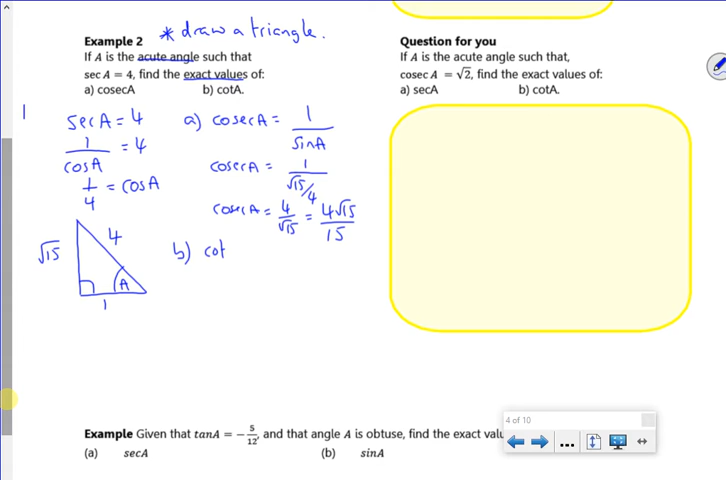 * draw a triangle.
Example 2
If A is the acute angle such that
sec A = 4, find the exact values of:
a) cosecA b) cotA.
secA = 4
1/cosA = 4
1/4 = cosA
√15
4
A
1
a) cosecA = 1/sinA
cosecA = 1/(√15/4)
cosecA = 4/√15 = 4√15/15
b) cot
Question for you
If A is the acute angle such that,
cosec A = √2, find the exact values of:
a) secA b) cotA.
Example Given that tanA = −5/12, and that angle A is obtuse, find the exact valu
(a) secA (b) sinA
4 of 10